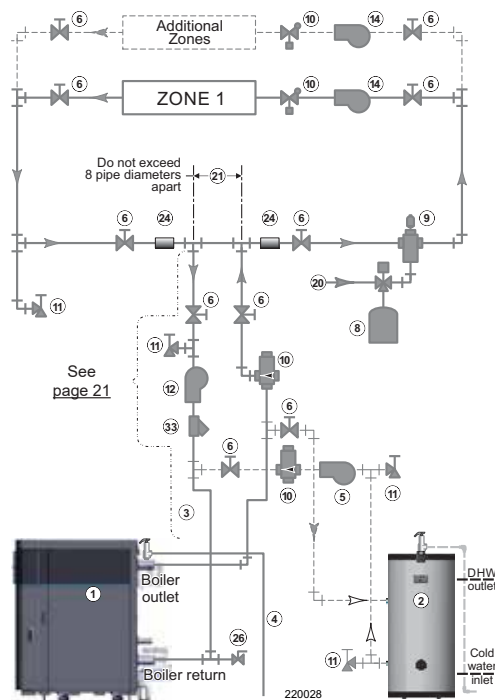 6
Additional
Zones
10
14
6
6
ZONE 1
10
14
6
Do not exceed
8 pipe diameters
apart
21
6
24
24
6
9
20
8
11
6
6
11
10
See
page 21
12
33
6
6
10
5
11
3
1
Boiler
outlet
4
2
DHW
outlet
26
11
Cold
water
inlet
Boiler return
220028